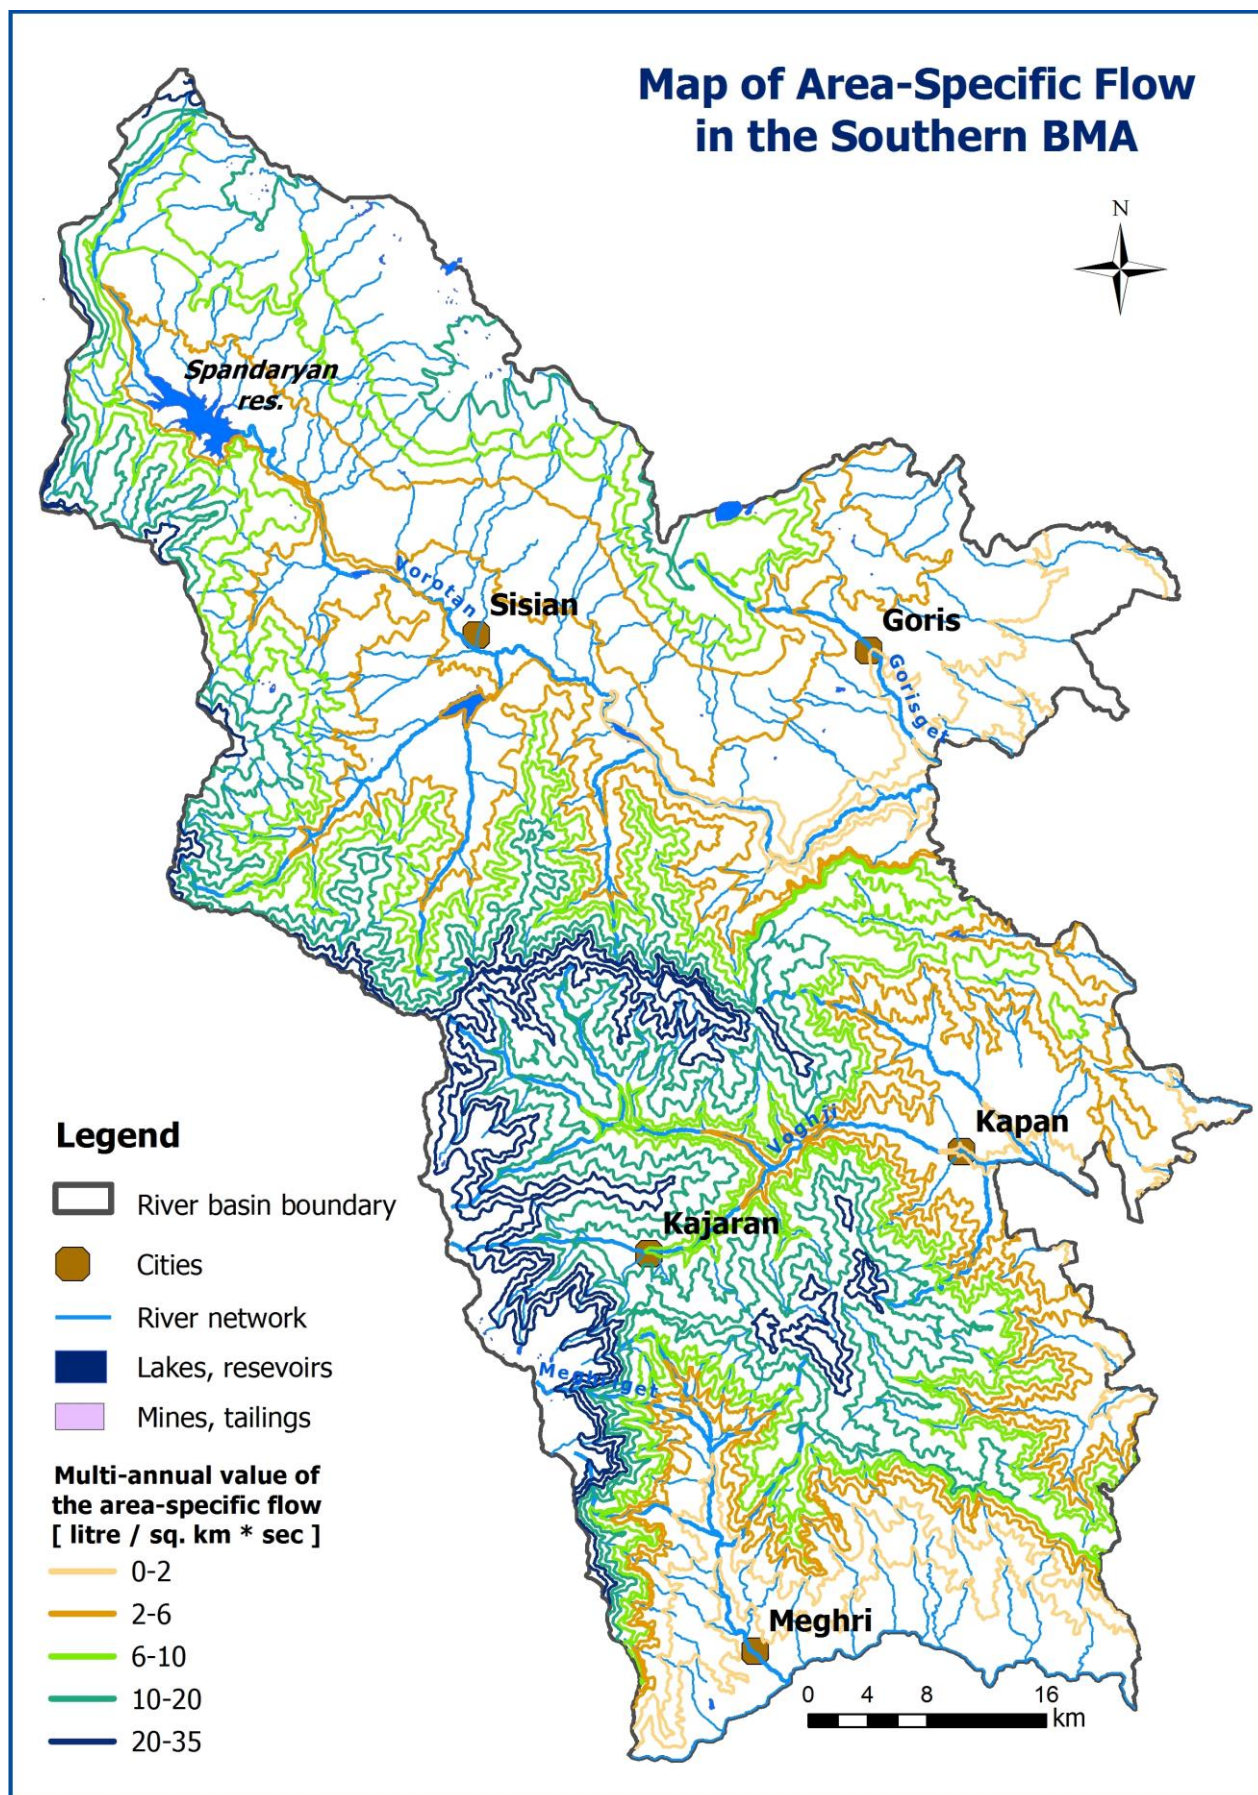 Map of Area-Specific Flow
in the Southern BMA
N
Spandaryan
res.
Vorotan
Sisian
Goris
Gorisget
Kapan
Voghji
Kajaran
Meghriget
Meghri
Legend
River basin boundary
Cities
River network
Lakes, resevoirs
Mines, tailings
Multi-annual value of
the area-specific flow
[ litre / sq. km * sec ]
0-2
2-6
6-10
10-20
20-35
0 4 8 16
km